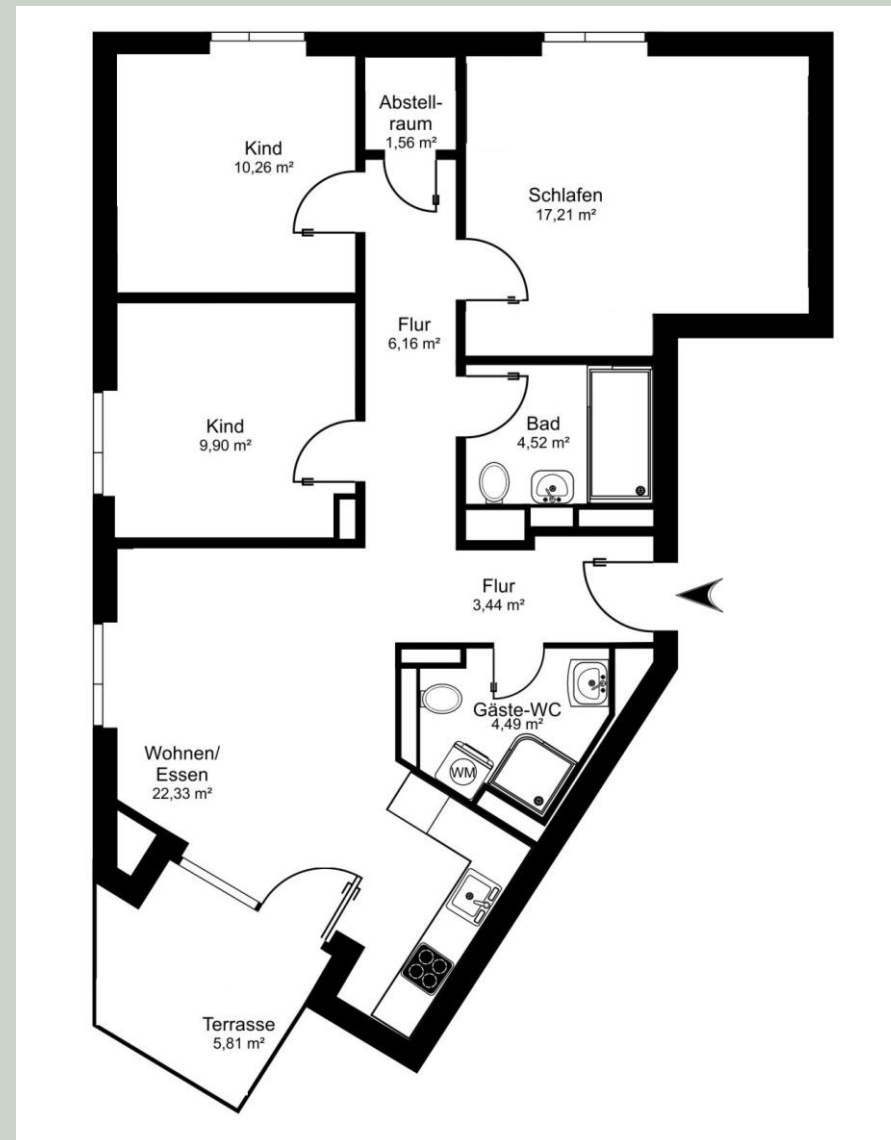 Abstell-
raum
1,56 m²
Kind
10,26 m²
Schlafen
17,21 m²
Flur
6,16 m²
Kind
9,90 m²
Bad
4,52 m²
Flur
3,44 m²
Gäste-WC
4,49 m²
WM
Wohnen/
Essen
22,33 m²
Terrasse
5,81 m²